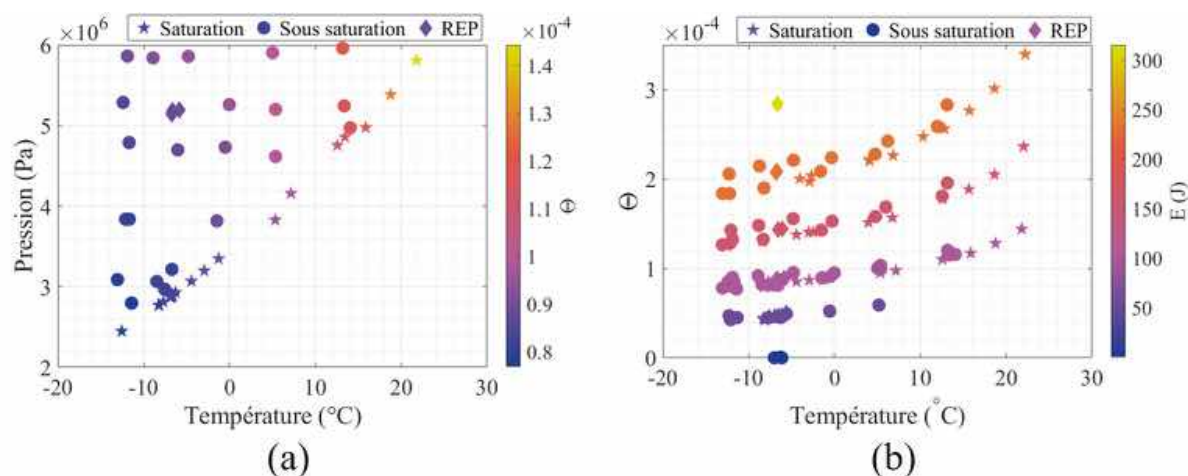 Saturation Sous saturation REP
×10⁶
6
5
4
3
2
Pression (Pa)
-20 -10 0 10 20 30
Température (°C)
×10⁻⁴
1.4
1.3
1.2
1.1
1
0.9
0.8
Θ
(a)
Saturation Sous saturation REP
×10⁻⁴
3
2
1
0
Θ
-20 -10 0 10 20 30
Température (°C)
300
250
200
150
100
50
E (J)
(b)